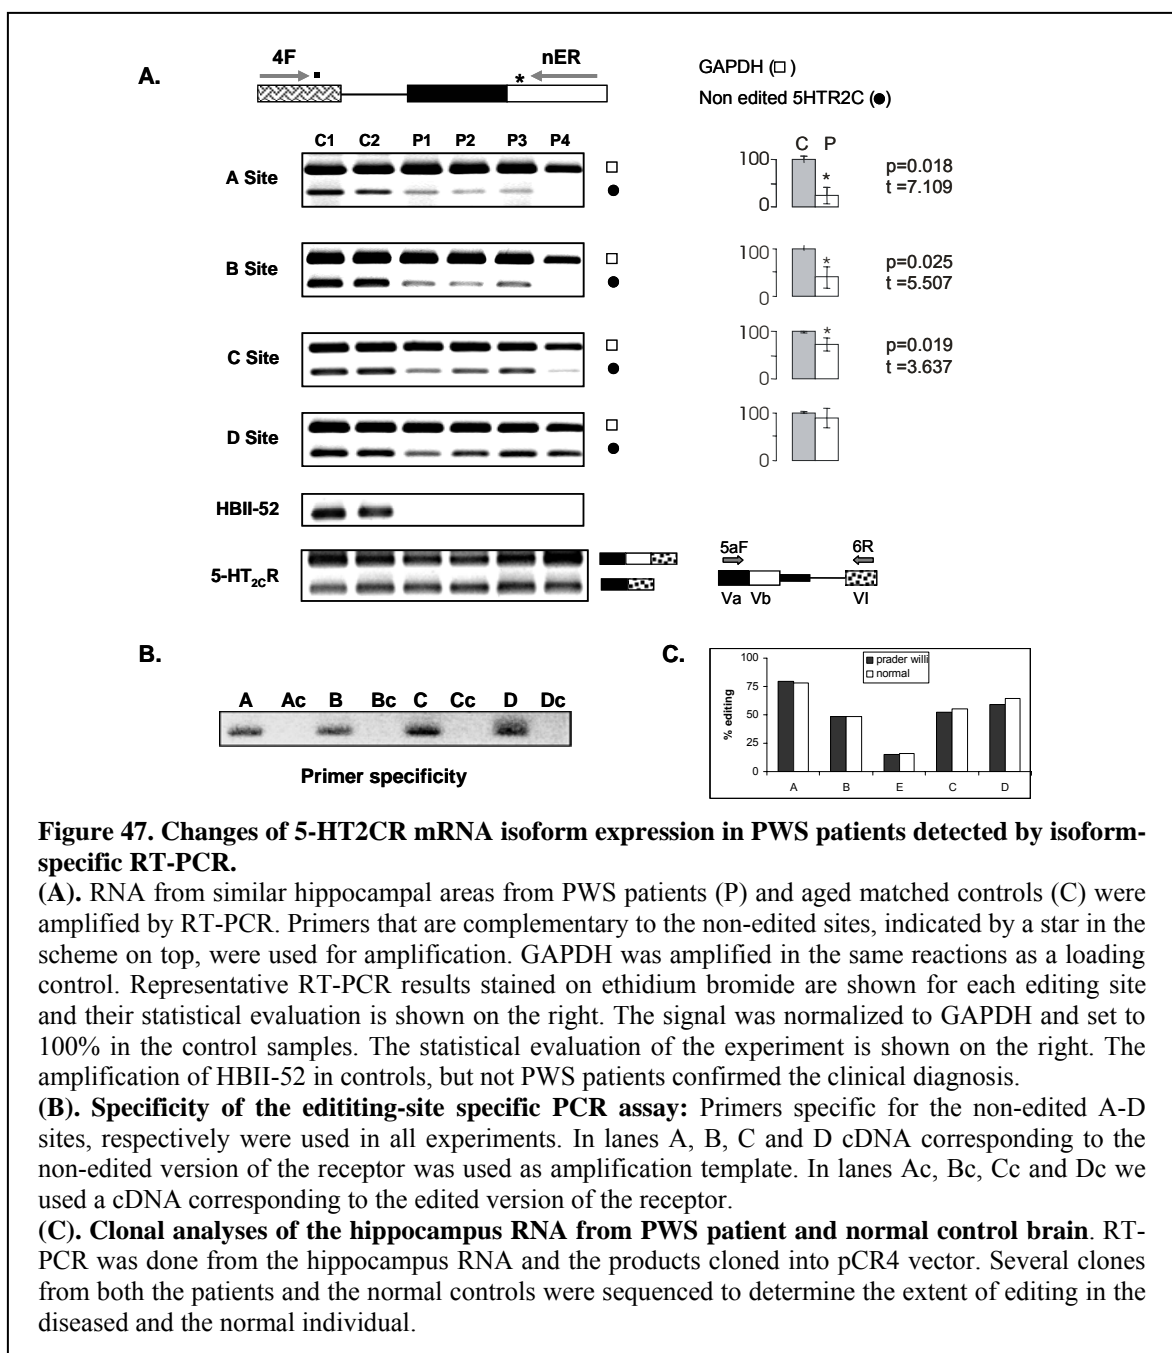 A.
4F
nER
*
GAPDH (□ )
Non edited 5HTR2C (●)
C1 C2 P1 P2 P3 P4
C P
A Site
100
0
*
p=0.018
t =7.109
B Site
100
0
*
p=0.025
t=5.507
C Site
100
0
*
p=0.019
t =3.637
D Site
100
0
HBII-52
5-HT2CR
5aF
6R
Va Vb VI
B.
A Ac B Bc C Cc D Dc
Primer specificity
C.
prader willi
normal
% editing
100
75
50
25
0
A B E C D
Figure 47. Changes of 5-HT2CR mRNA isoform expression in PWS patients detected by isoform-
specific RT-PCR.
(A). RNA from similar hippocampal areas from PWS patients (P) and aged matched controls (C) were
amplified by RT-PCR. Primers that are complementary to the non-edited sites, indicated by a star in the
scheme on top, were used for amplification. GAPDH was amplified in the same reactions as a loading
control. Representative RT-PCR results stained on ethidium bromide are shown for each editing site
and their statistical evaluation is shown on the right. The signal was normalized to GAPDH and set to
100% in the control samples. The statistical evaluation of the experiment is shown on the right. The
amplification of HBII-52 in controls, but not PWS patients confirmed the clinical diagnosis.
(B). Specificity of the edititing-site specific PCR assay: Primers specific for the non-edited A-D
sites, respectively were used in all experiments. In lanes A, B, C and D cDNA corresponding to the
non-edited version of the receptor was used as amplification template. In lanes Ac, Bc, Cc and Dc we
used a cDNA corresponding to the edited version of the receptor.
(C). Clonal analyses of the hippocampus RNA from PWS patient and normal control brain. RT-
PCR was done from the hippocampus RNA and the products cloned into pCR4 vector. Several clones
from both the patients and the normal controls were sequenced to determine the extent of editing in the
diseased and the normal individual.